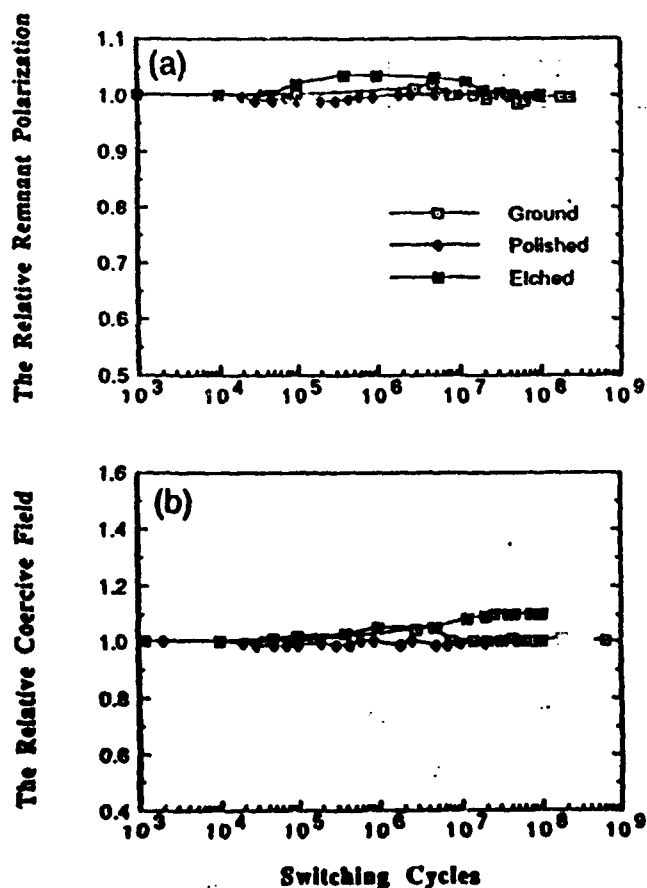 The Relative Remnant Polarization
(a)
1.1
1.0
0.9
0.8
0.7
0.6
0.5
Ground
Polished
Etched
10³ 10⁴ 10⁵ 10⁶ 10⁷ 10⁸ 10⁹
The Relative Coercive Field
(b)
1.6
1.4
1.2
1.0
0.8
0.6
0.4
10³ 10⁴ 10⁵ 10⁶ 10⁷ 10⁸ 10⁹
Switching Cycles